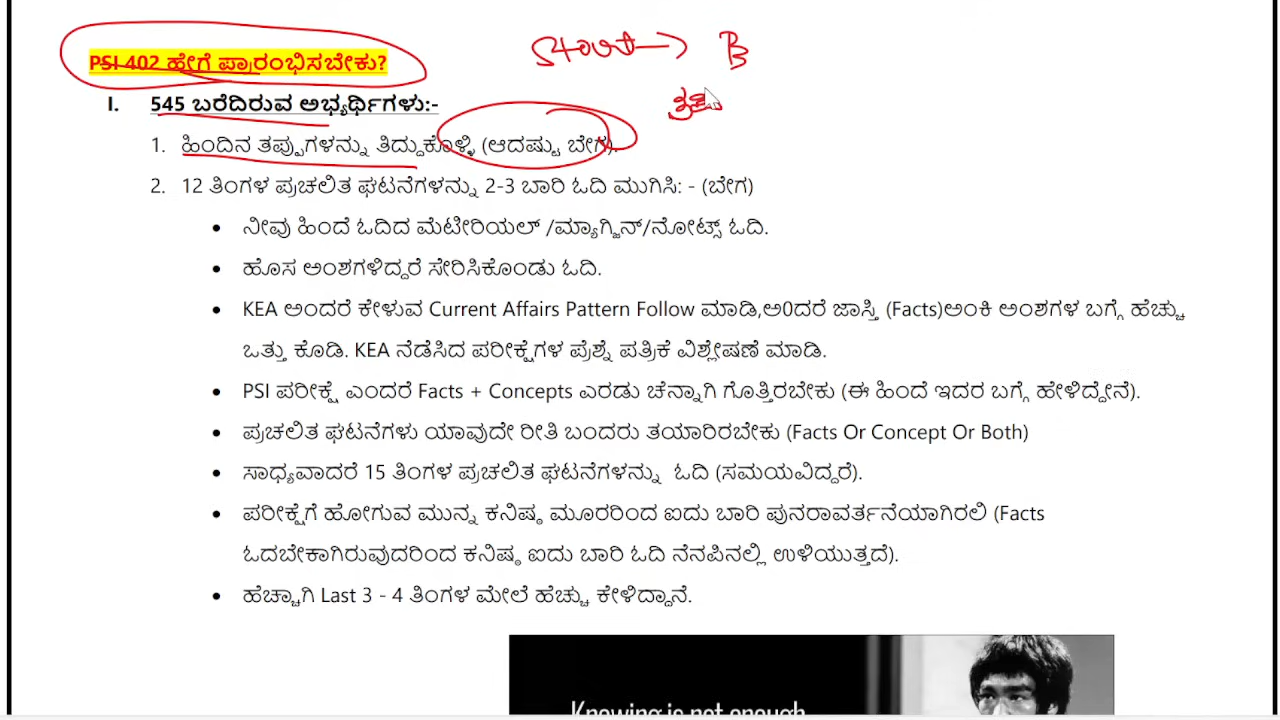 PSI 402 ಹೇಗೆ ಪ್ರಾರಂಭಿಸಬೇಕು?
Start → B
I. 545 ಬರೆದಿರುವ ಅಭ್ಯರ್ಥಿಗಳು:-
1. ಹಿಂದಿನ ತಪ್ಪುಗಳನ್ನು ತಿದ್ದುಕೊಳ್ಳಿ (ಆದಷ್ಟು ಬೇಗ).
2. 12 ತಿಂಗಳ ಪ್ರಚಲಿತ ಘಟನೆಗಳನ್ನು 2-3 ಬಾರಿ ಓದಿ ಮುಗಿಸಿ: - (ಬೇಗ)
• ನೀವು ಹಿಂದೆ ಓದಿದ ಮೆಟೀರಿಯಲ್ /ಮ್ಯಾಗ್ಜಿನ್/ನೋಟ್ಸ್ ಓದಿ.
• ಹೊಸ ಅಂಶಗಳಿದ್ದರೆ ಸೇರಿಸಿಕೊಂಡು ಓದಿ.
• KEA ಅಂದರೆ ಕೇಳುವ Current Affairs Pattern Follow ಮಾಡಿ,ಅ0ದರೆ ಜಾಸ್ತಿ (Facts)ಅಂಕಿ ಅಂಶಗಳ ಬಗ್ಗೆ ಹೆಚ್ಚು
ಒತ್ತು ಕೊಡಿ. KEA ನೆಡೆಸಿದ ಪರೀಕ್ಷೆಗಳ ಪ್ರೆಶ್ನೆ ಪತ್ರಿಕೆ ವಿಶ್ಲೇಷಣೆ ಮಾಡಿ.
• PSI ಪರೀಕ್ಷೆ ಎಂದರೆ Facts + Concepts ಎರಡು ಚೆನ್ನಾಗಿ ಗೊತ್ತಿರಬೇಕು (ಈ ಹಿಂದೆ ಇದರ ಬಗ್ಗೆ ಹೇಳಿದ್ದೇನೆ).
• ಪ್ರಚಲಿತ ಘಟನೆಗಳು ಯಾವುದೇ ರೀತಿ ಬಂದರು ತಯಾರಿರಬೇಕು (Facts Or Concept Or Both)
• ಸಾಧ್ಯವಾದರೆ 15 ತಿಂಗಳ ಪ್ರಚಲಿತ ಘಟನೆಗಳನ್ನು ಓದಿ (ಸಮಯವಿದ್ದರೆ).
• ಪರೀಕ್ಷೆಗೆ ಹೋಗುವ ಮುನ್ನ ಕನಿಷ್ಠ ಮೂರರಿಂದ ಐದು ಬಾರಿ ಪುನರಾವರ್ತನೆಯಾಗಿರಲಿ (Facts
ಓದಬೇಕಾಗಿರುವುದರಿಂದ ಕನಿಷ್ಠ ಐದು ಬಾರಿ ಓದಿ ನೆನಪಿನಲ್ಲಿ ಉಳಿಯುತ್ತದೆ).
• ಹೆಚ್ಚಾಗಿ Last 3 - 4 ತಿಂಗಳ ಮೇಲೆ ಹೆಚ್ಚು ಕೇಳಿದ್ದಾನೆ.
Knowing is not enough